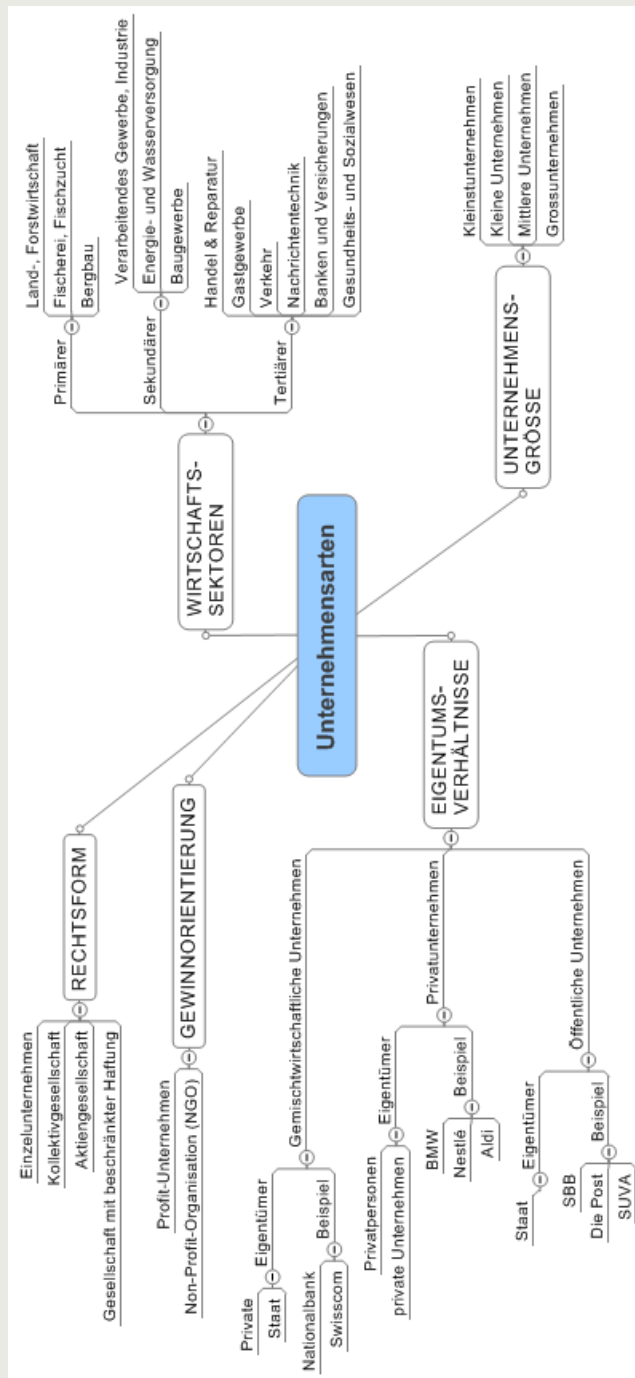 Unternehmensarten
RECHTSFORM
Einzelunternehmen
Kollektivgesellschaft
Aktiengesellschaft
Gesellschaft mit beschränkter Haftung
GEWINNORIENTIERUNG
Profit-Unternehmen
Non-Profit-Organisation (NGO)
EIGENTUMS-
VERHÄLTNISSE
Gemischtwirtschaftliche Unternehmen
Eigentümer
Private
Staat
Beispiel
Nationalbank
Swisscom
Privatunternehmen
Eigentümer
Privatpersonen
private Unternehmen
Beispiel
BMW
Nestlé
Aldi
Öffentliche Unternehmen
Eigentümer
Staat
Beispiel
SBB
Die Post
SUVA
WIRTSCHAFTS-
SEKTOREN
Primärer
Land-, Forstwirtschaft
Fischerei, Fischzucht
Bergbau
Sekundärer
Verarbeitendes Gewerbe, Industrie
Energie- und Wasserversorgung
Baugewerbe
Tertiärer
Handel & Reparatur
Gastgewerbe
Verkehr
Nachrichtentechnik
Banken und Versicherungen
Gesundheits- und Sozialwesen
UNTERNEHMENS-
GRÖSSE
Kleinstunternehmen
Kleine Unternehmen
Mittlere Unternehmen
Grossunternehmen